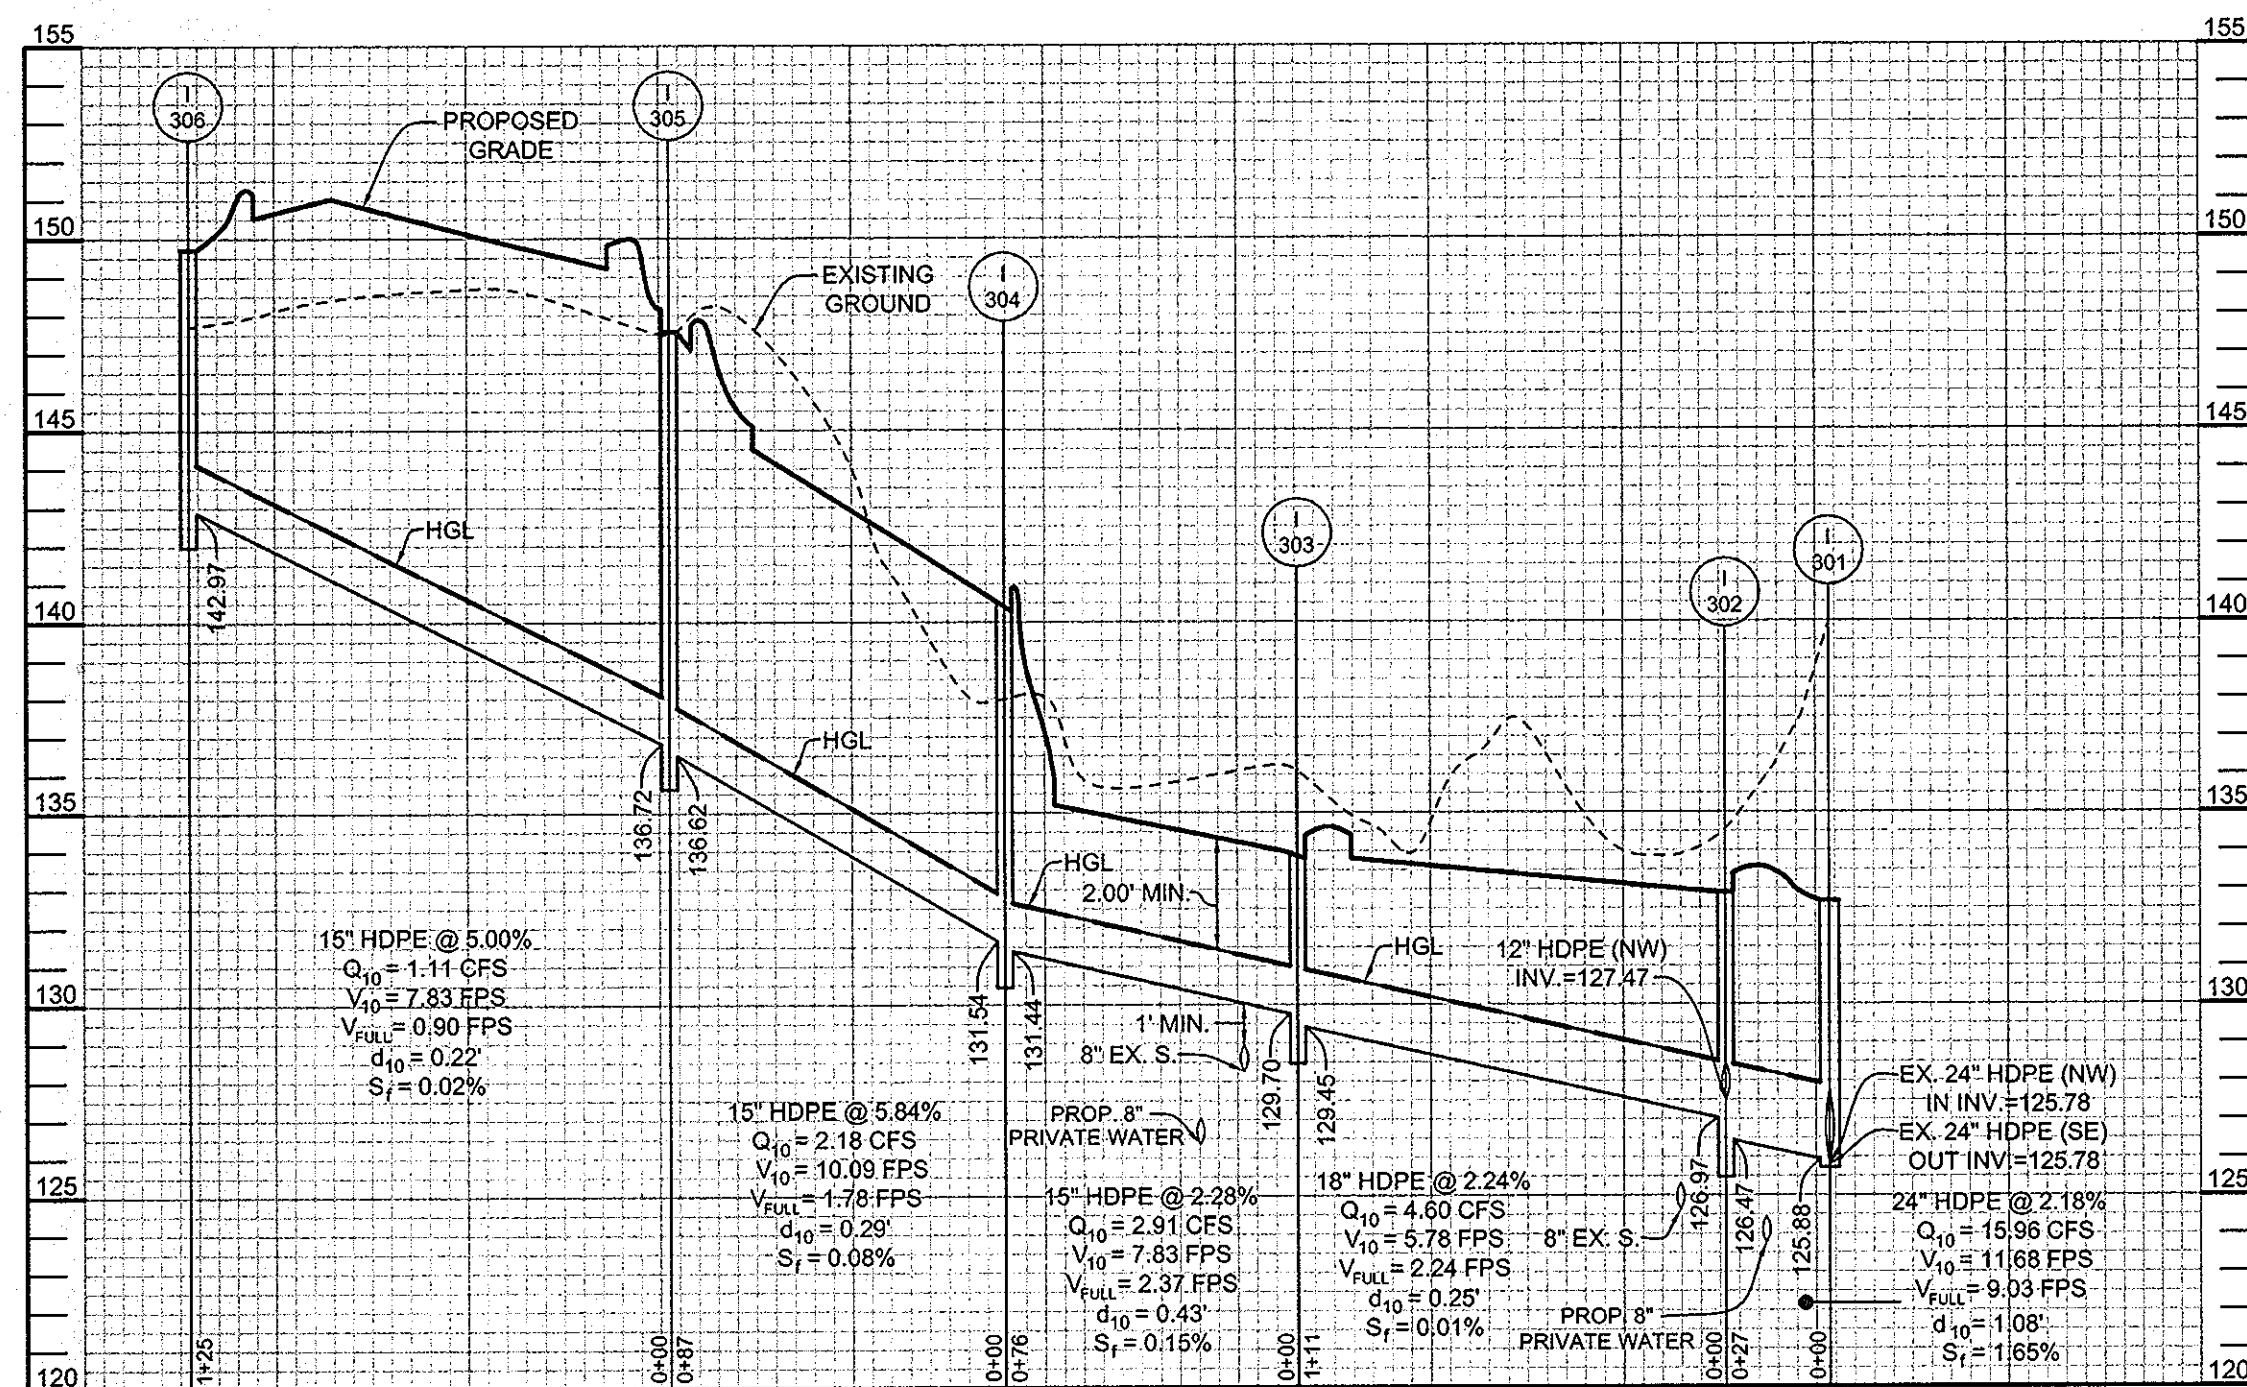 155
150
145
140
135
130
125
120
155
150
145
140
135
130
125
120
I
306
I
305
I
304
I
303
I
302
I
301
PROPOSED
GRADE
EXISTING
GROUND
HGL
HGL
HGL
2.00' MIN.
HGL
142.97
136.72
136.62
131.54
131.44
129.70
129.45
126.97
126.47
125.88
12" HDPE (NW)
INV.=127.47
1' MIN.
8" EX. S.
PROP. 8"
PRIVATE WATER
8" EX. S.
PROP. 8"
PRIVATE WATER
EX. 24" HDPE (NW)
IN INV.=125.78
EX. 24" HDPE (SE)
OUT INV.=125.78
15" HDPE @ 5.00%
Q10 = 1.11 CFS
V10 = 7.83 FPS
VFULL = 0.90 FPS
d10 = 0.22'
Sf = 0.02%
15" HDPE @ 5.84%
Q10 = 2.18 CFS
V10 = 10.09 FPS
VFULL = 1.78 FPS
d10 = 0.29'
Sf = 0.08%
15" HDPE @ 2.28%
Q10 = 2.91 CFS
V10 = 7.83 FPS
VFULL = 2.37 FPS
d10 = 0.43'
Sf = 0.15%
18" HDPE @ 2.24%
Q10 = 4.60 CFS
V10 = 5.78 FPS
VFULL = 2.24 FPS
d10 = 0.25'
Sf = 0.01%
24" HDPE @ 2.18%
Q10 = 15.96 CFS
V10 = 11.68 FPS
VFULL = 9.03 FPS
d10 = 1.08'
Sf = 1.65%
1+25
0+00
0+87
0+00
0+76
0+00
1+11
0+00
0+27
0+00